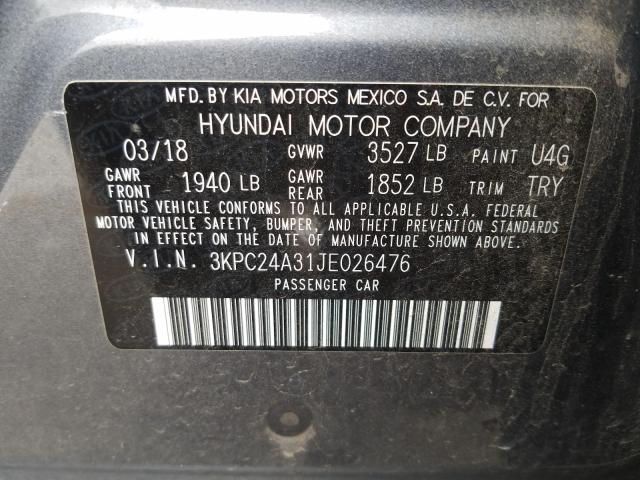 MFD. BY KIA MOTORS MEXICO S.A. DE C.V. FOR
HYUNDAI MOTOR COMPANY
03/18 GVWR 3527 LB PAINT U4G
GAWR FRONT 1940 LB GAWR REAR 1852 LB TRIM TRY
THIS VEHICLE CONFORMS TO ALL APPLICABLE U.S.A. FEDERAL
MOTOR VEHICLE SAFETY, BUMPER, AND THEFT PREVENTION STANDARDS
IN EFFECT ON THE DATE OF MANUFACTURE SHOWN ABOVE.
V.I.N. 3KPC24A31JE026476
PASSENGER CAR